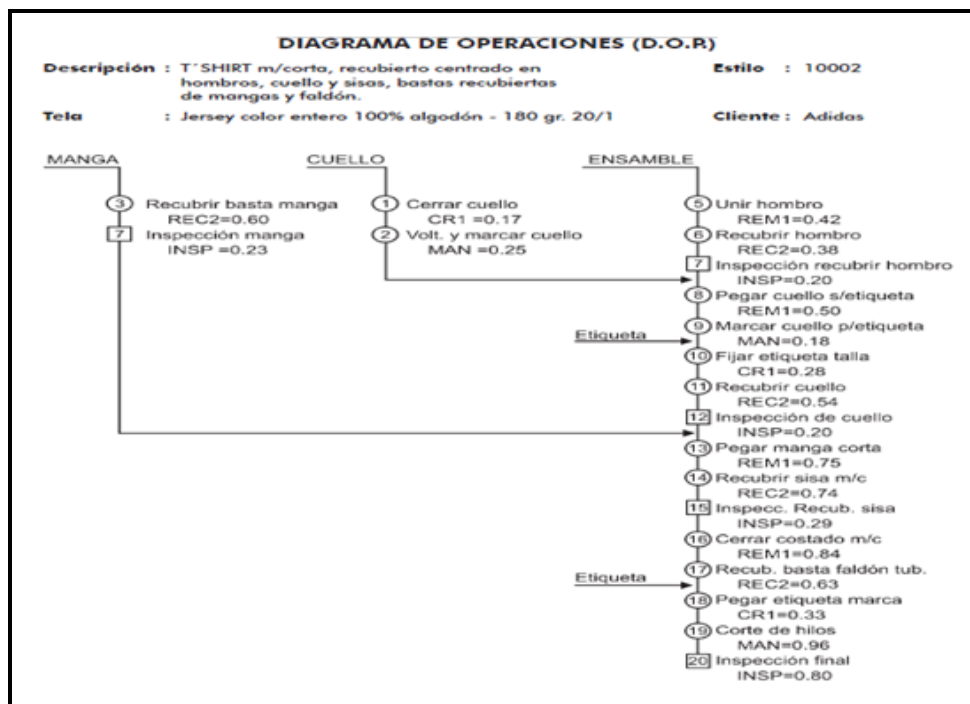 DIAGRAMA DE OPERACIONES (D.O.P.)
Descripción : T´SHIRT m/corta, recubierto centrado en
hombros, cuello y sisas, bastas recubiertas
de mangas y faldón.
Estilo : 10002
Tela : Jersey color entero 100% algodón - 180 gr. 20/1
Cliente : Adidas
MANGA
3 Recubrir basta manga
REC2=0.60
7 Inspección manga
INSP =0.23
CUELLO
1 Cerrar cuello
CR1 =0.17
2 Volt. y marcar cuello
MAN =0.25
ENSAMBLE
5 Unir hombro
REM1=0.42
6 Recubrir hombro
REC2=0.38
7 Inspección recubrir hombro
INSP=0.20
8 Pegar cuello s/etiqueta
REM1=0.50
9 Marcar cuello p/etiqueta
MAN=0.18
Etiqueta
10 Fijar etiqueta talla
CR1=0.28
11 Recubrir cuello
REC2=0.54
12 Inspección de cuello
INSP=0.20
13 Pegar manga corta
REM1=0.75
14 Recubrir sisa m/c
REC2=0.74
15 Inspecc. Recub. sisa
INSP=0.29
16 Cerrar costado m/c
REM1=0.84
17 Recub. basta faldón tub.
REC2=0.63
Etiqueta
18 Pegar etiqueta marca
CR1=0.33
19 Corte de hilos
MAN=0.96
20 Inspección final
INSP=0.80